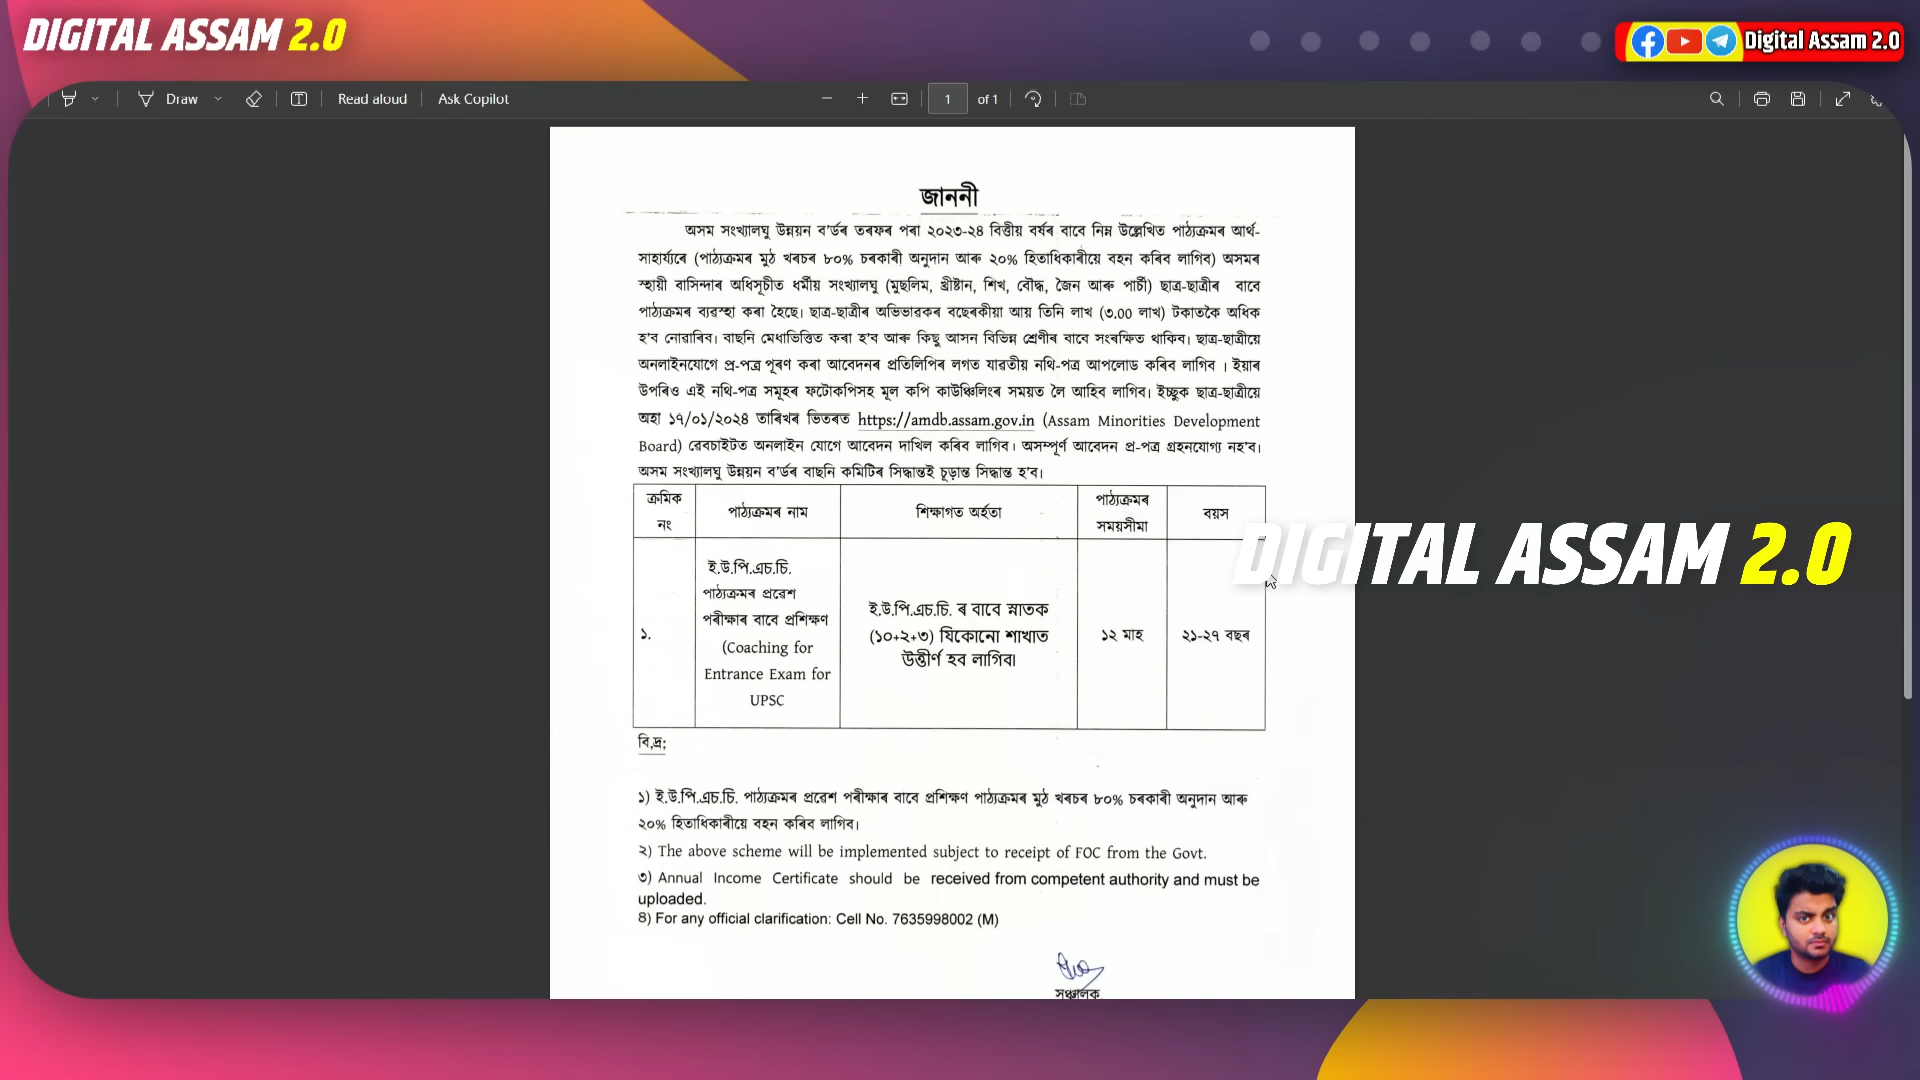 DIGITAL ASSAM 2.0
Digital Assam 2.0
Draw
Read aloud
Ask Copilot
1
of 1
জাননী
অসম সংখ্যালঘু উন্নয়ন ব'ৰ্ডৰ তৰফৰ পৰা ২০২৩-২৪ বিত্তীয় বৰ্ষৰ বাবে নিম্ন উল্লেখিত পাঠ্যক্ৰমৰ আৰ্থ-
সাহাৰ্য্যৰে (পাঠ্যক্ৰমৰ মুঠ খৰচৰ ৮০% চৰকাৰী অনুদান আৰু ২০% হিতাধিকাৰীয়ে বহন কৰিব লাগিব) অসমৰ
স্হায়ী বাসিন্দাৰ অধিসূচীত ধৰ্মীয় সংখ্যালঘু (মুছলিম, খ্ৰীষ্টান, শিখ, বৌদ্ধ, জৈন আৰু পাৰ্চী) ছাত্ৰ-ছাত্ৰীৰ বাবে
পাঠ্যক্ৰমৰ ব্যৱস্থা কৰা হৈছে। ছাত্ৰ-ছাত্ৰীৰ অভিভাৱকৰ বছেৰকীয়া আয় তিনি লাখ (৩.00 লাখ) টকাতকৈ অধিক
হ'ব নোৱাৰিব। বাছনি মেধাভিত্তিত কৰা হ'ব আৰু কিছু আসন বিভিন্ন শ্ৰেণীৰ বাবে সংৰক্ষিত থাকিব। ছাত্ৰ-ছাত্ৰীয়ে
অনলাইনযোগে প্ৰ-পত্ৰ পূৰণ কৰা আবেদনৰ প্ৰতিলিপিৰ লগত যাৱতীয় নথি-পত্ৰ আপলোড কৰিব লাগিব । ইয়াৰ
উপৰিও এই নথি-পত্ৰ সমূহৰ ফটোকপিসহ মূল কপি কাউঞ্চিলিংৰ সময়ত লৈ আহিব লাগিব। ইচ্ছুক ছাত্ৰ-ছাত্ৰীয়ে
অহা ১৭/০১/২০২৪ তাৰিখৰ ভিতৰত https://amdb.assam.gov.in (Assam Minorities Development
Board) ৱেবচাইটত অনলাইন যোগে আবেদন দাখিল কৰিব লাগিব। অসম্পূৰ্ণ আবেদন প্ৰ-পত্ৰ গ্ৰহনযোগ্য নহ'ব।
অসম সংখ্যালঘু উন্নয়ন ব'ৰ্ডৰ বাছনি কমিটিৰ সিদ্ধান্তই চূড়ান্ত সিদ্ধান্ত হ'ব।
ক্ৰমিক নং
পাঠ্যক্ৰমৰ নাম
শিক্ষাগত অৰ্হতা
পাঠ্যক্ৰমৰ সময়সীমা
বয়স
১.
ই.উ.পি.এচ.চি.
পাঠ্যক্ৰমৰ প্ৰৱেশ
পৰীক্ষাৰ বাবে প্ৰশিক্ষণ
(Coaching for
Entrance Exam for
UPSC
ই.উ.পি.এচ.চি. ৰ বাবে স্নাতক
(১০+২+৩) যিকোনো শাখাত
উত্তীৰ্ণ হব লাগিব।
১২ মাহ
২১-২৭ বছৰ
DIGITAL ASSAM 2.0
বি.দ্ৰ;
১) ই.উ.পি.এচ.চি. পাঠ্যক্ৰমৰ প্ৰৱেশ পৰীক্ষাৰ বাবে প্ৰশিক্ষণ পাঠ্যক্ৰমৰ মুঠ খৰচৰ ৮০% চৰকাৰী অনুদান আৰু
২০% হিতাধিকাৰীয়ে বহন কৰিব লাগিব।
২) The above scheme will be implemented subject to receipt of FOC from the Govt.
৩) Annual Income Certificate should be received from competent authority and must be
uploaded.
৪) For any official clarification: Cell No. 7635998002 (M)
সঞ্চালক